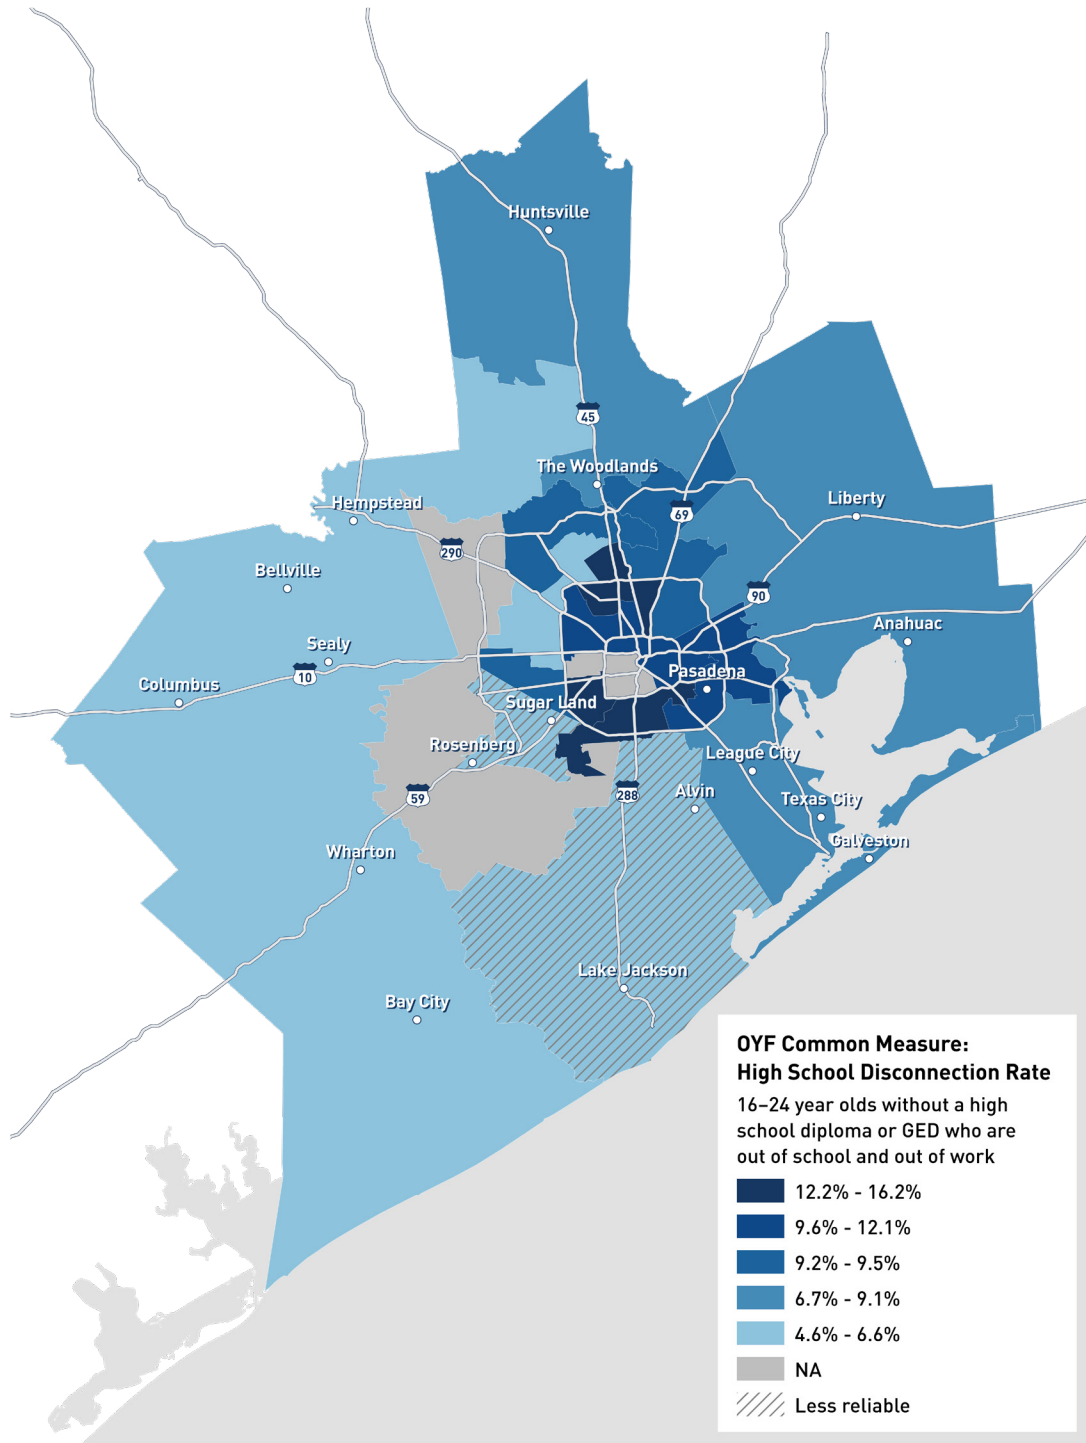 Huntsville
45
The Woodlands
Hempstead
69
Liberty
290
Bellville
90
Anahuac
Sealy
10
Columbus
Pasadena
Sugar Land
Rosenberg
League City
59
288
Alvin
Texas City
Galveston
Wharton
Lake Jackson
Bay City
OYF Common Measure:
High School Disconnection Rate
16–24 year olds without a high
school diploma or GED who are
out of school and out of work
12.2% - 16.2%
9.6% - 12.1%
9.2% - 9.5%
6.7% - 9.1%
4.6% - 6.6%
NA
Less reliable